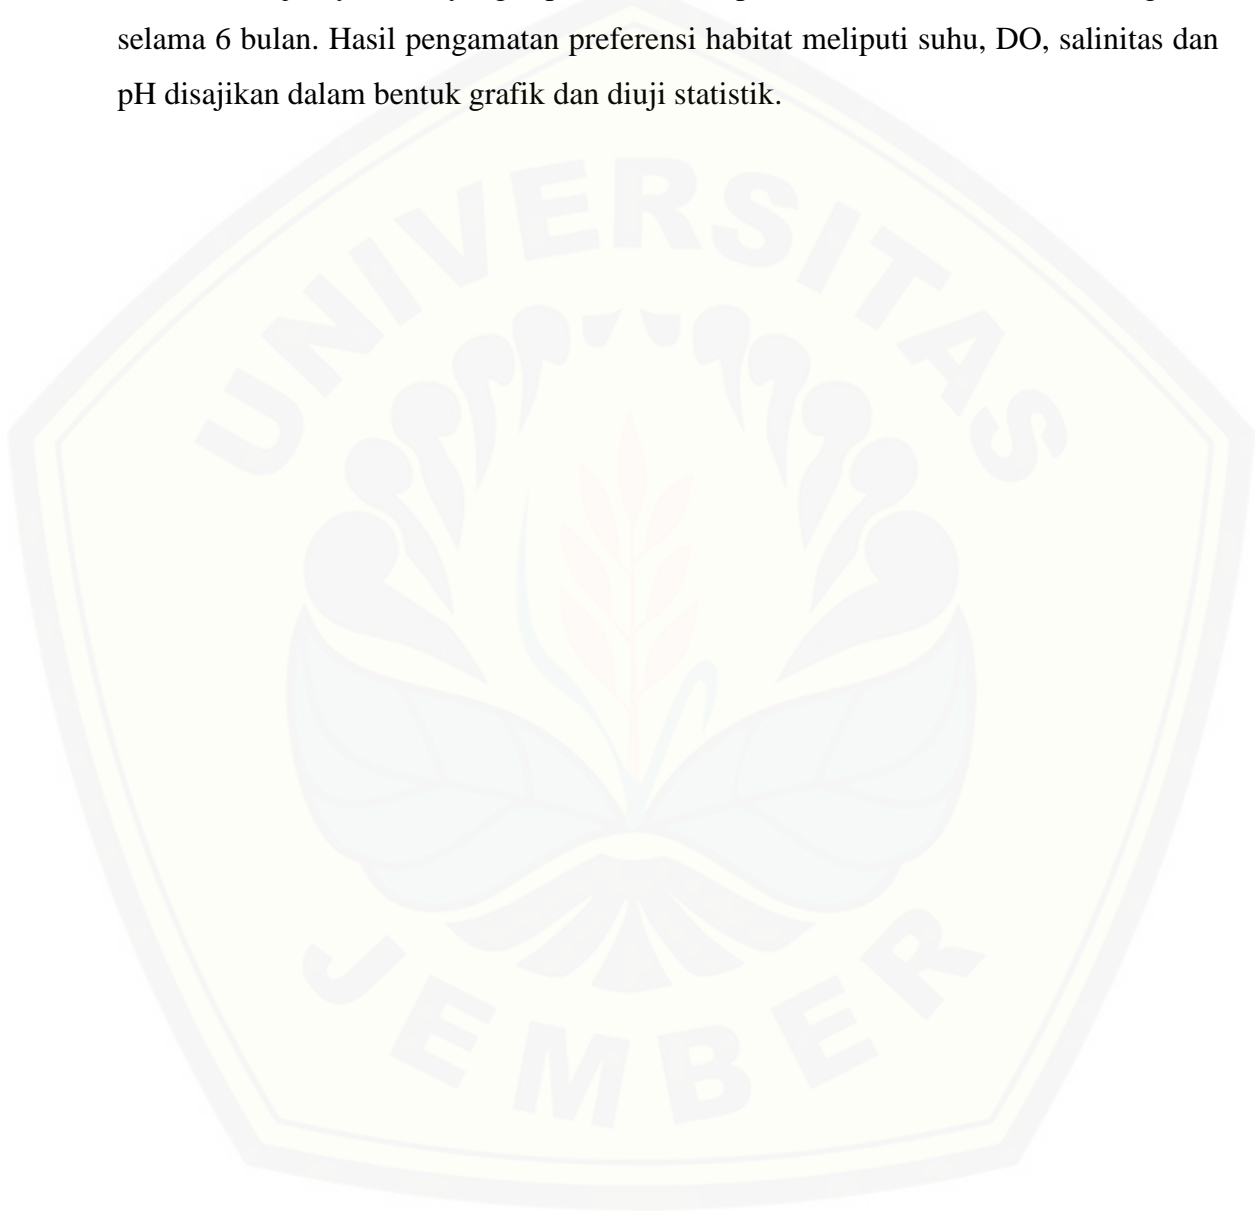 selama 6 bulan. Hasil pengamatan preferensi habitat meliputi suhu, DO, salinitas dan
pH disajikan dalam bentuk grafik dan diuji statistik.
UNIVERSITAS
JEMBER